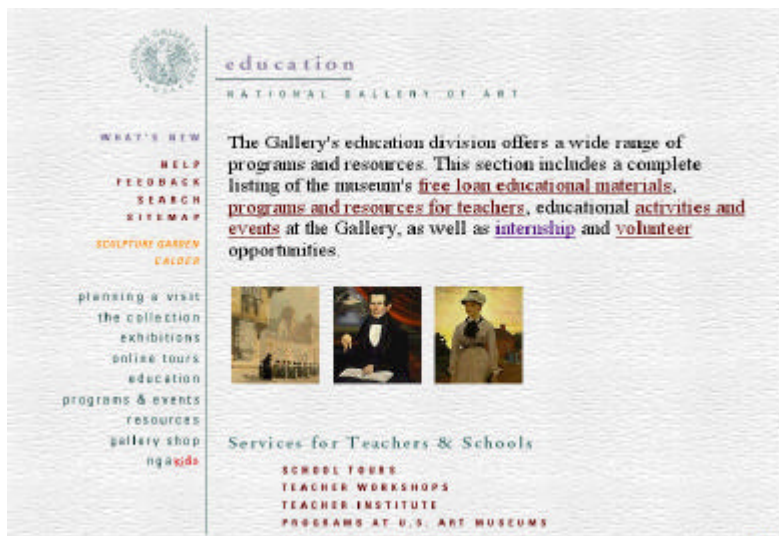 education
NATIONAL GALLERY OF ART
WHAT'S NEW
HELP
FEEDBACK
SEARCH
SITEMAP
SCULPTURE GARDEN
CALDER
planning a visit
the collection
exhibitions
online tours
education
programs & events
resources
gallery shop
ngakids
The Gallery's education division offers a wide range of
programs and resources. This section includes a complete
listing of the museum's free loan educational materials,
programs and resources for teachers, educational activities and
events at the Gallery, as well as internship and volunteer
opportunities.
Services for Teachers & Schools
SCHOOL TOURS
TEACHER WORKSHOPS
TEACHER INSTITUTE
PROGRAMS AT U.S. ART MUSEUMS